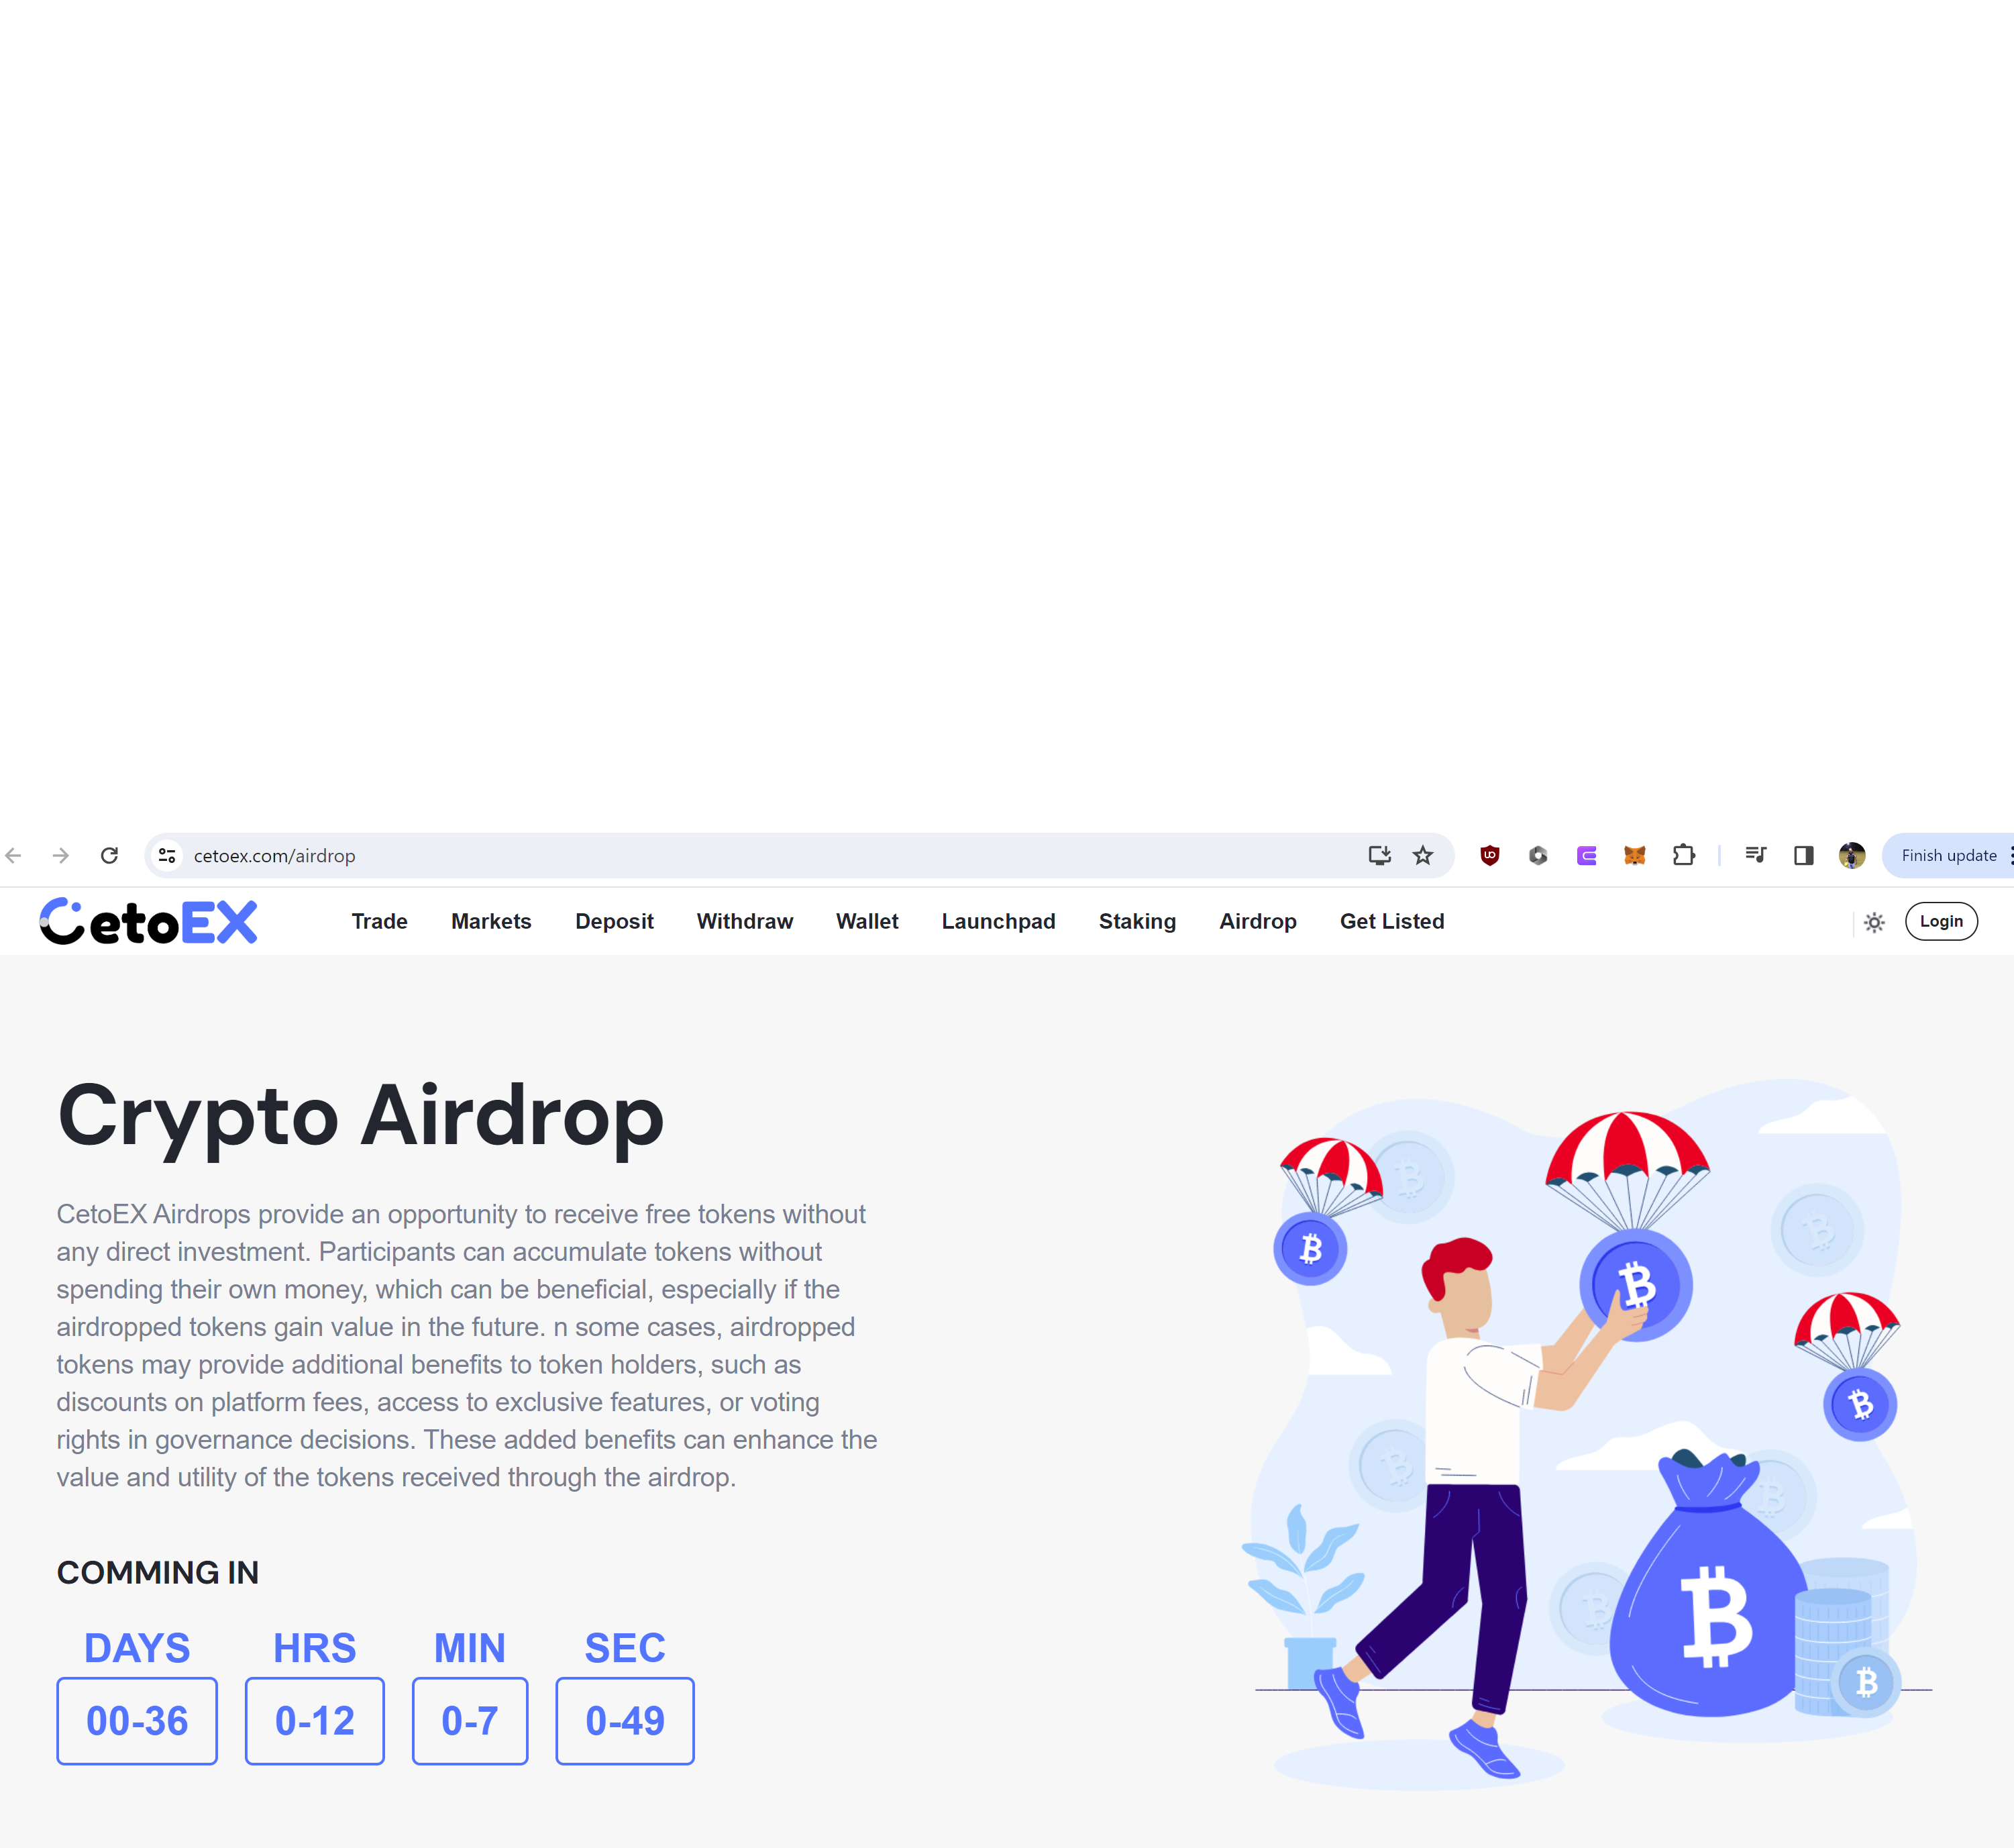 cetoex.com/airdrop
Finish update
CetoEX
Trade Markets Deposit Withdraw Wallet Launchpad Staking Airdrop Get Listed
Login
Crypto Airdrop
CetoEX Airdrops provide an opportunity to receive free tokens without
any direct investment. Participants can accumulate tokens without
spending their own money, which can be beneficial, especially if the
airdropped tokens gain value in the future. n some cases, airdropped
tokens may provide additional benefits to token holders, such as
discounts on platform fees, access to exclusive features, or voting
rights in governance decisions. These added benefits can enhance the
value and utility of the tokens received through the airdrop.
COMMING IN
DAYS HRS MIN SEC
00-36 0-12 0-7 0-49